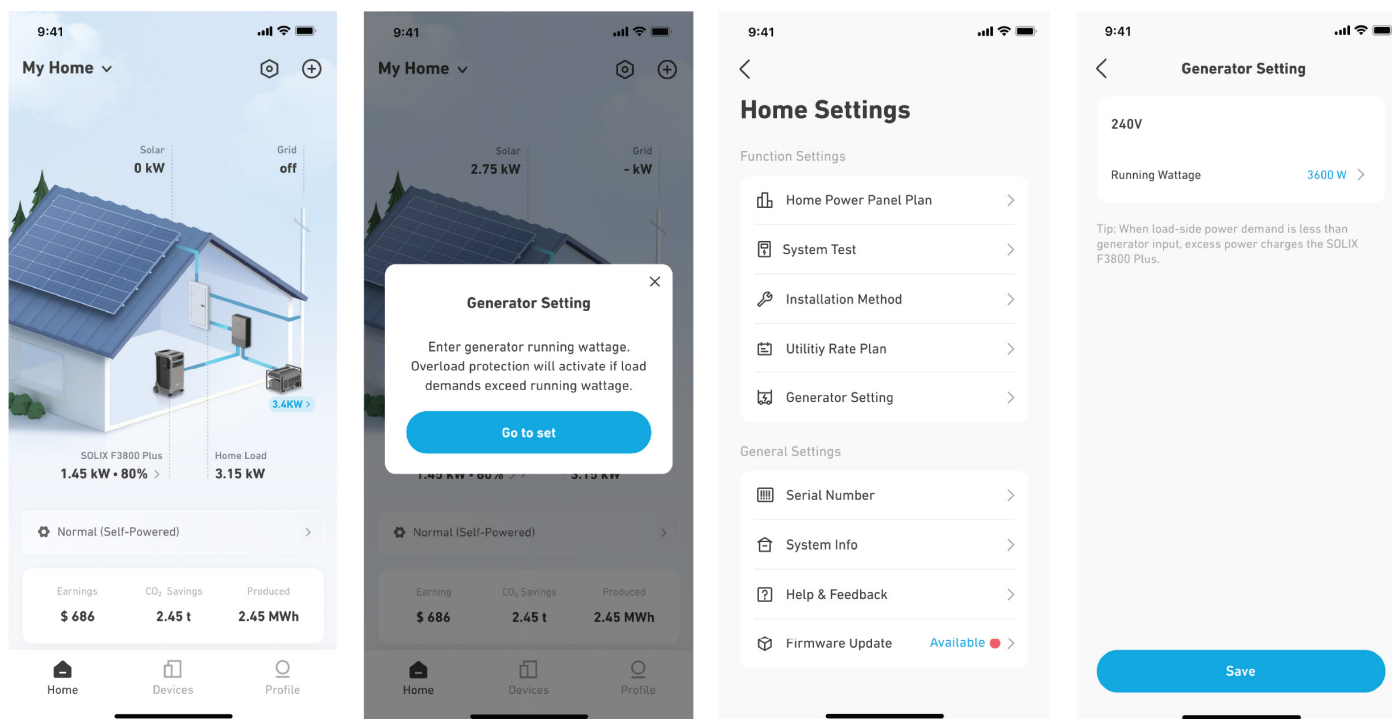 9:41
My Home
Solar
0 kW
Grid
off
3.4KW >
SOLIX F3800 Plus
1.45 kW • 80% >
Home Load
3.15 kW
Normal (Self-Powered)
Earnings
$ 686
CO₂ Savings
2.45 t
Produced
2.45 MWh
Home
Devices
Profile
9:41
My Home
Solar
2.75 kW
Grid
- kW
Generator Setting
Enter generator running wattage.
Overload protection will activate if load
demands exceed running wattage.
Go to set
1.45 kW • 80% >
3.15 kW
Normal (Self-Powered)
Earning
$ 686
CO₂ Savings
2.45 t
Produced
2.45 MWh
Home
Devices
Profile
9:41
Home Settings
Function Settings
Home Power Panel Plan
System Test
Installation Method
Utilitiy Rate Plan
Generator Setting
General Settings
Serial Number
System Info
Help & Feedback
Firmware Update
Available
9:41
Generator Setting
240V
Running Wattage
3600 W
Tip: When load-side power demand is less than
generator input, excess power charges the SOLIX
F3800 Plus.
Save